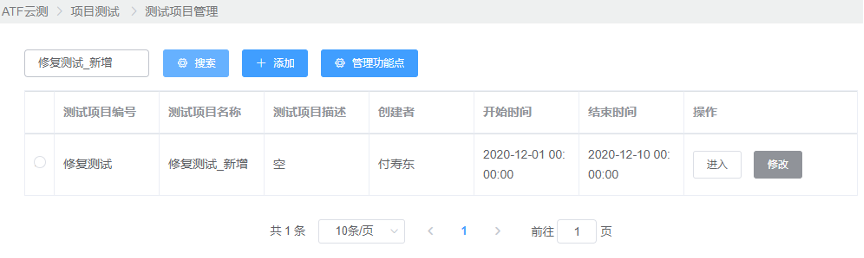 ATF云测 > 项目测试 > 测试项目管理
修复测试_新增 搜索 添加 管理功能点
测试项目编号 测试项目名称 测试项目描述 创建者 开始时间 结束时间 操作
修复测试 修复测试_新增 空 付寿东 2020-12-01 00: 2020-12-10 00: 进入 修改
00:00 00:00
共 1 条 10条/页 < 1 > 前往 1 页